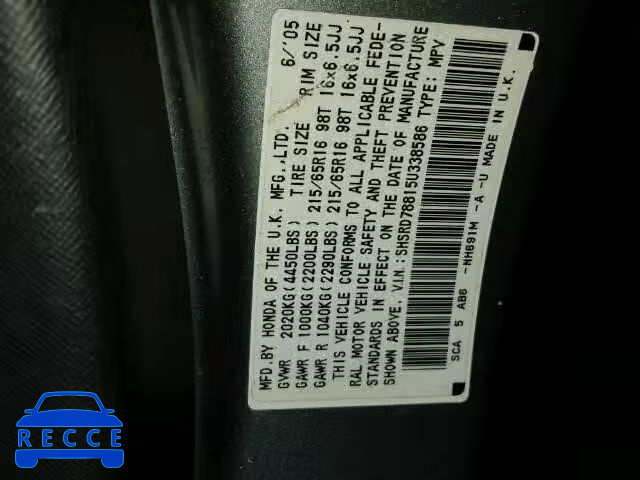 MFD.BY HONDA OF THE U.K. MFG.,LTD. 6/'05
GVWR 2020KG(4450LBS) TIRE SIZE RIM SIZE
GAWR F 1000KG(2200LBS) 215/65R16 98T 16x6.5JJ
GAWR R 1040KG(2290LBS) 215/65R16 98T 16x6.5JJ
THIS VEHICLE CONFORMS TO ALL APPLICABLE FEDE-
RAL MOTOR VEHICLE SAFETY AND THEFT PREVENTION
STANDARDS IN EFFECT ON THE DATE OF MANUFACTURE
SHOWN ABOVE. V.I.N.:SHSRD78815U338586 TYPE: MPV
SCA 5 AB6 -NH691M -A -U MADE IN U.K.
RECCE